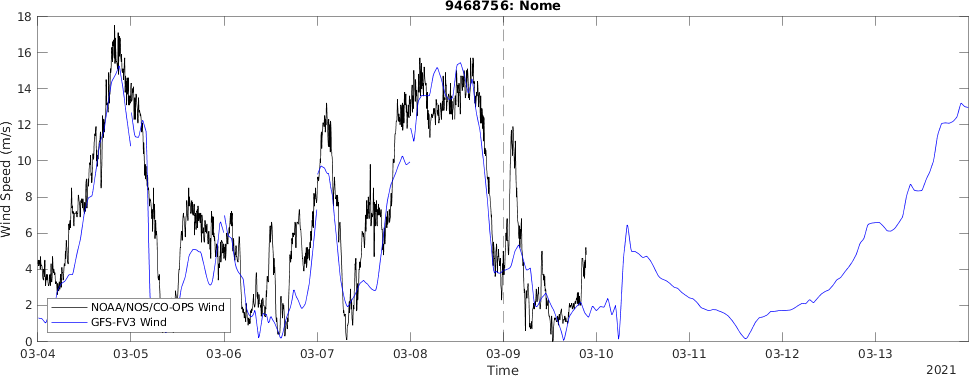 9468756: Nome
18
16
14
12
10
8
6
4
2
0
Wind Speed (m/s)
NOAA/NOS/CO-OPS Wind
GFS-FV3 Wind
03-04 03-05 03-06 03-07 03-08 03-09 03-10 03-11 03-12 03-13
Time
2021